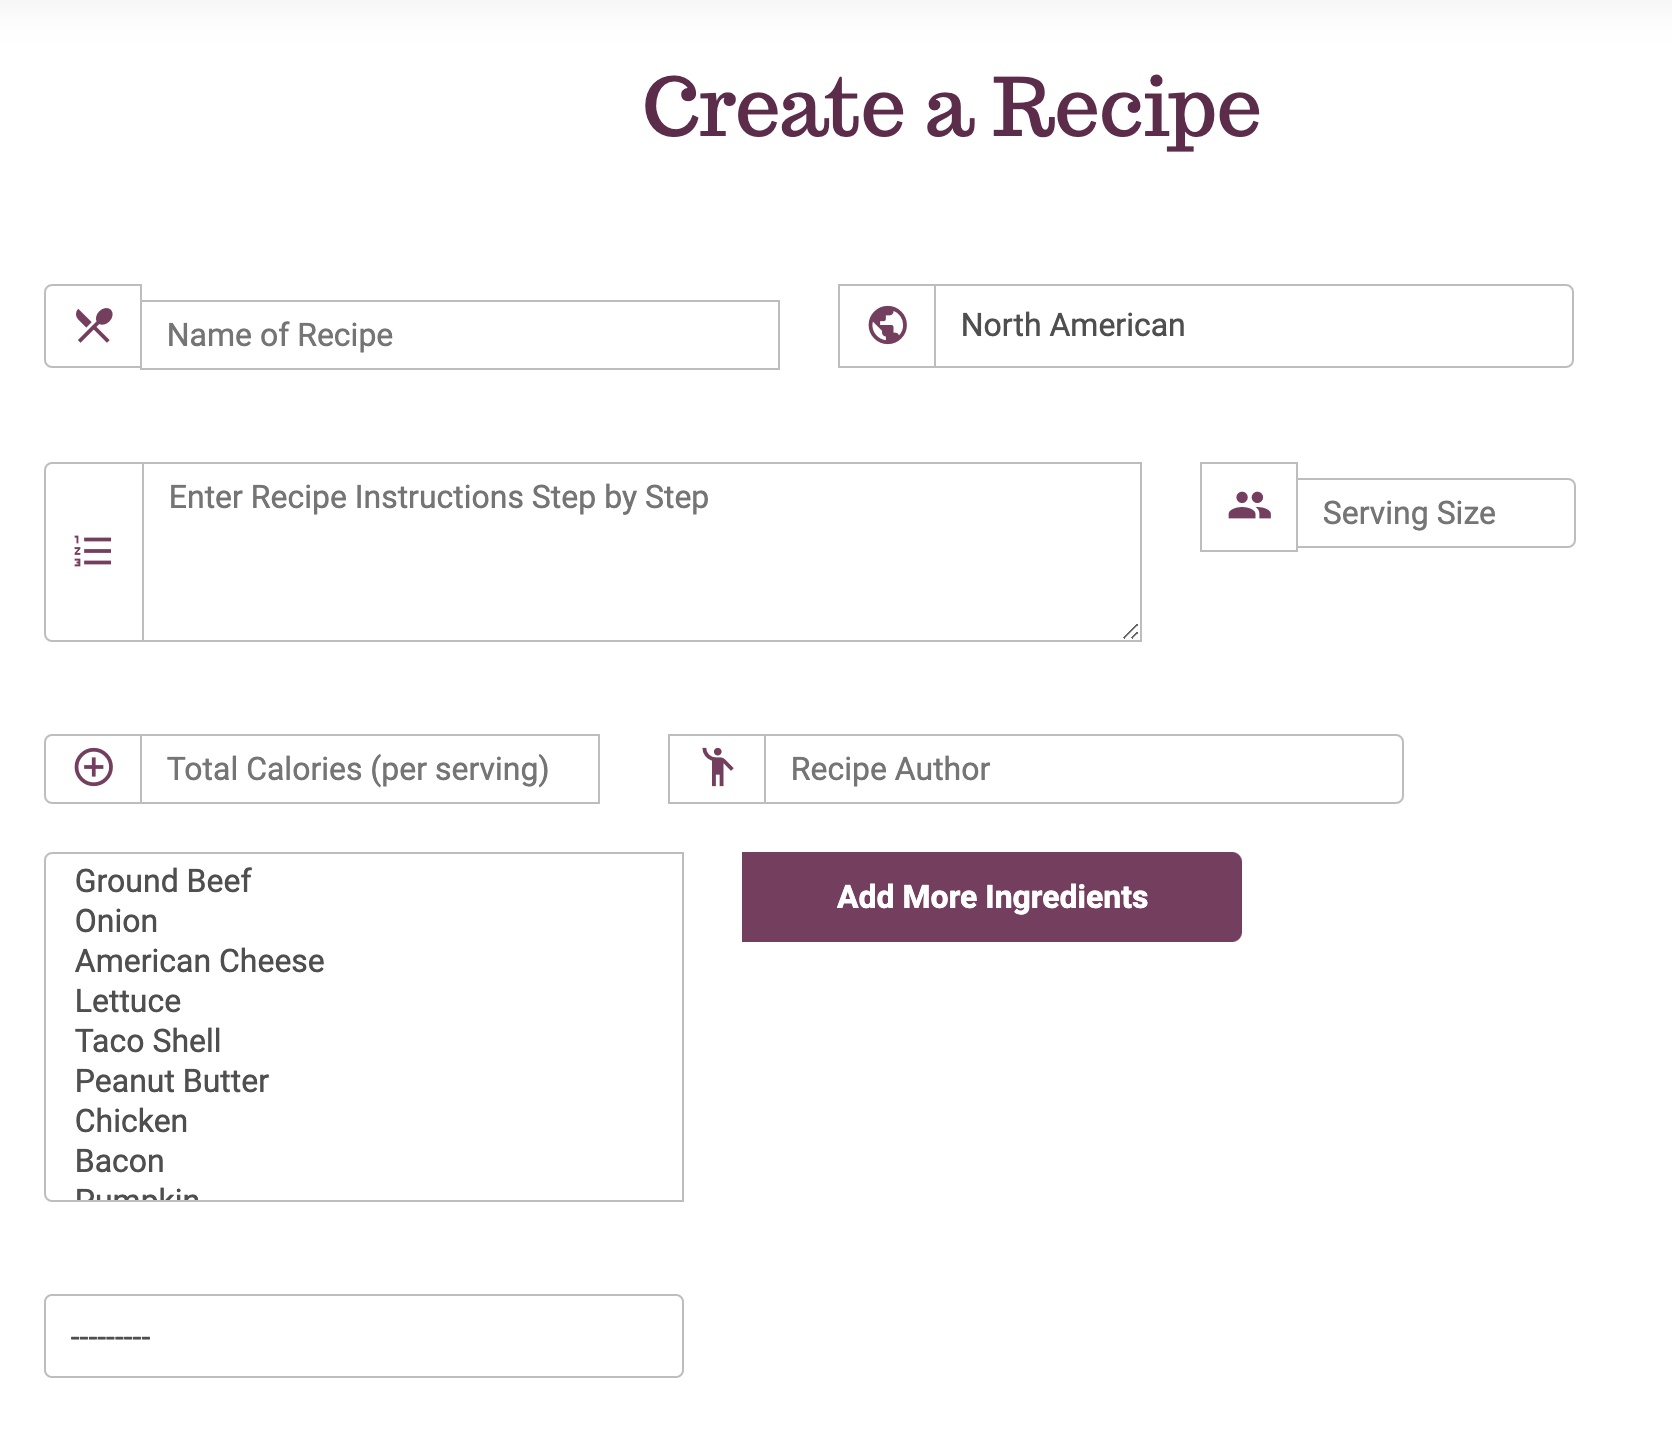 Create a Recipe
Name of Recipe
North American
Enter Recipe Instructions Step by Step
Serving Size
Total Calories (per serving)
Recipe Author
Ground Beef
Onion
American Cheese
Lettuce
Taco Shell
Peanut Butter
Chicken
Bacon
Pumpkin
Add More Ingredients
---------